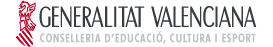 GENERALITAT VALENCIANA
CONSELLERIA D'EDUCACIÓ, CULTURA I ESPORT